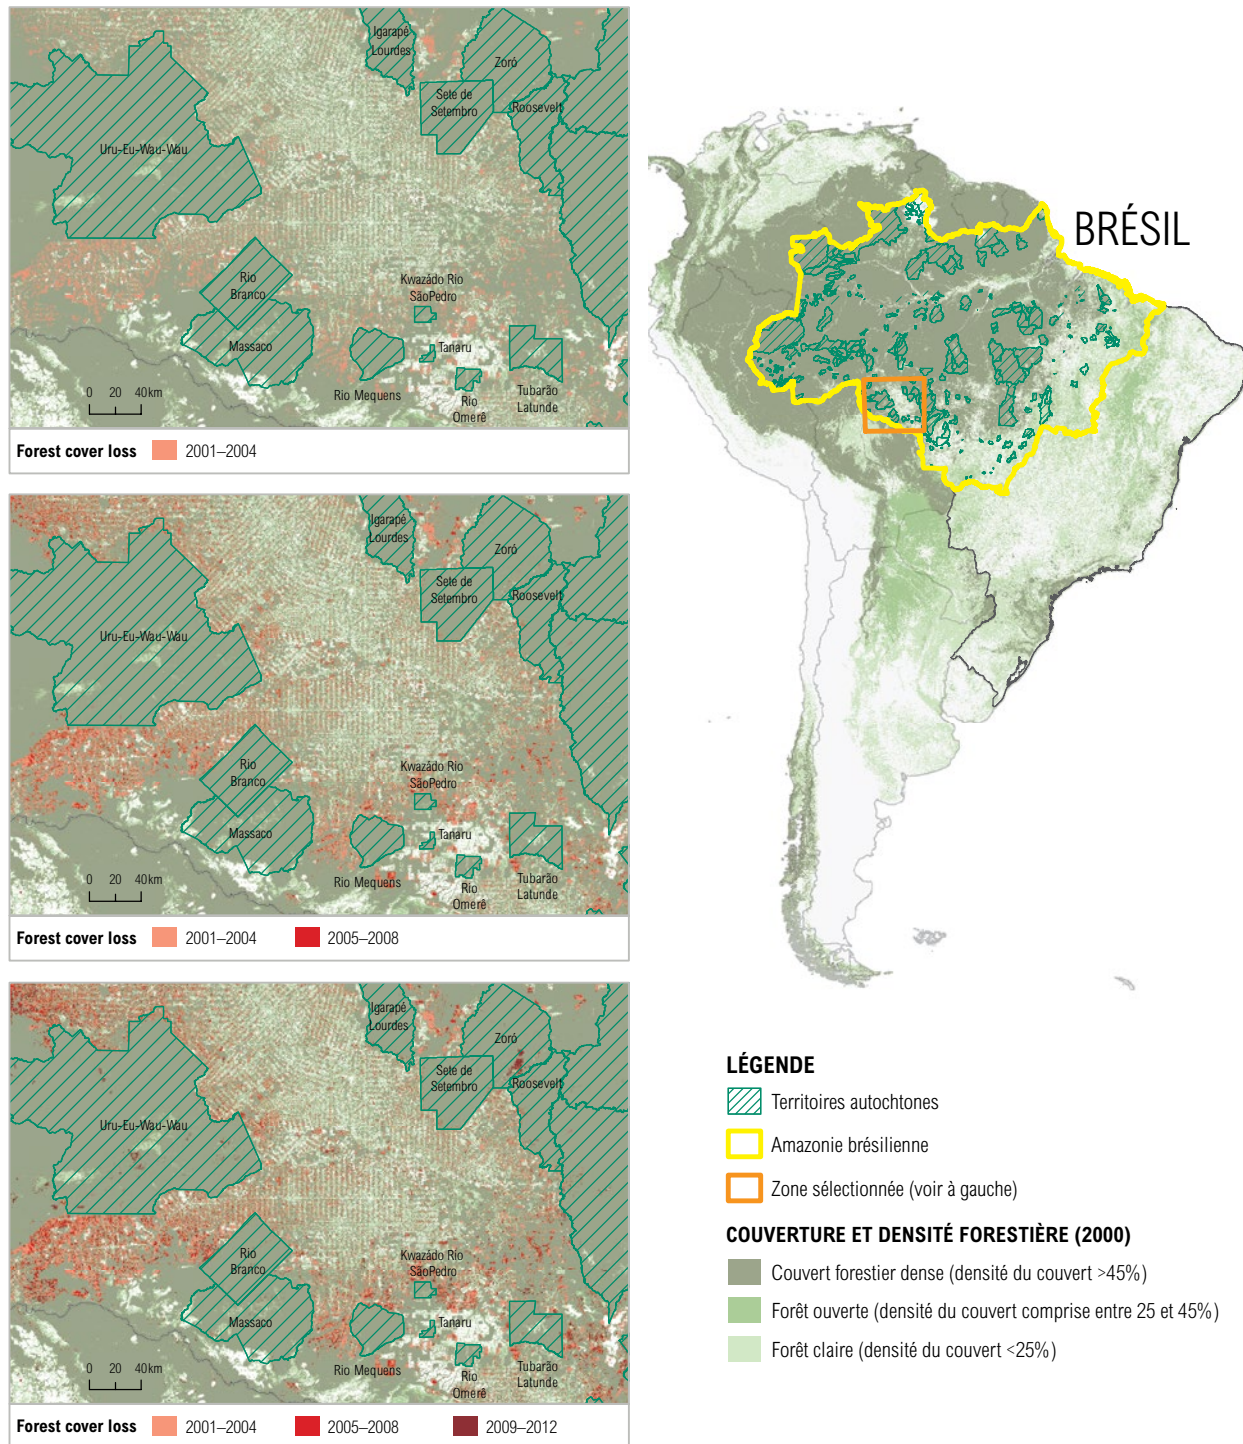 Igarapé
Lourdes
Zoró
Sete de
Setembro
Roosevelt
Uru-Eu-Wau-Wau
Rio
Branco
Kwazádo Rio
SãoPedro
Massaco
Tanaru
Rio Mequens
Rio
Omerê
Tubarão
Latunde
0 20 40km
Forest cover loss 2001–2004
Igarapé
Lourdes
Zoró
Sete de
Setembro
Roosevelt
Uru-Eu-Wau-Wau
Rio
Branco
Kwazádo Rio
SãoPedro
Massaco
Tanaru
Rio Mequens
Rio
Omerê
Tubarão
Latunde
0 20 40km
Forest cover loss 2001–2004 2005–2008
Igarapé
Lourdes
Zoró
Sete de
Setembro
Roosevelt
Uru-Eu-Wau-Wau
Rio
Branco
Kwazádo Rio
SãoPedro
Massaco
Tanaru
Rio Mequens
Rio
Omerê
Tubarão
Latunde
0 20 40km
Forest cover loss 2001–2004 2005–2008 2009–2012
BRÉSIL
LÉGENDE
Territoires autochtones
Amazonie brésilienne
Zone sélectionnée (voir à gauche)
COUVERTURE ET DENSITÉ FORESTIÈRE (2000)
Couvert forestier dense (densité du couvert >45%)
Forêt ouverte (densité du couvert comprise entre 25 et 45%)
Forêt claire (densité du couvert <25%)